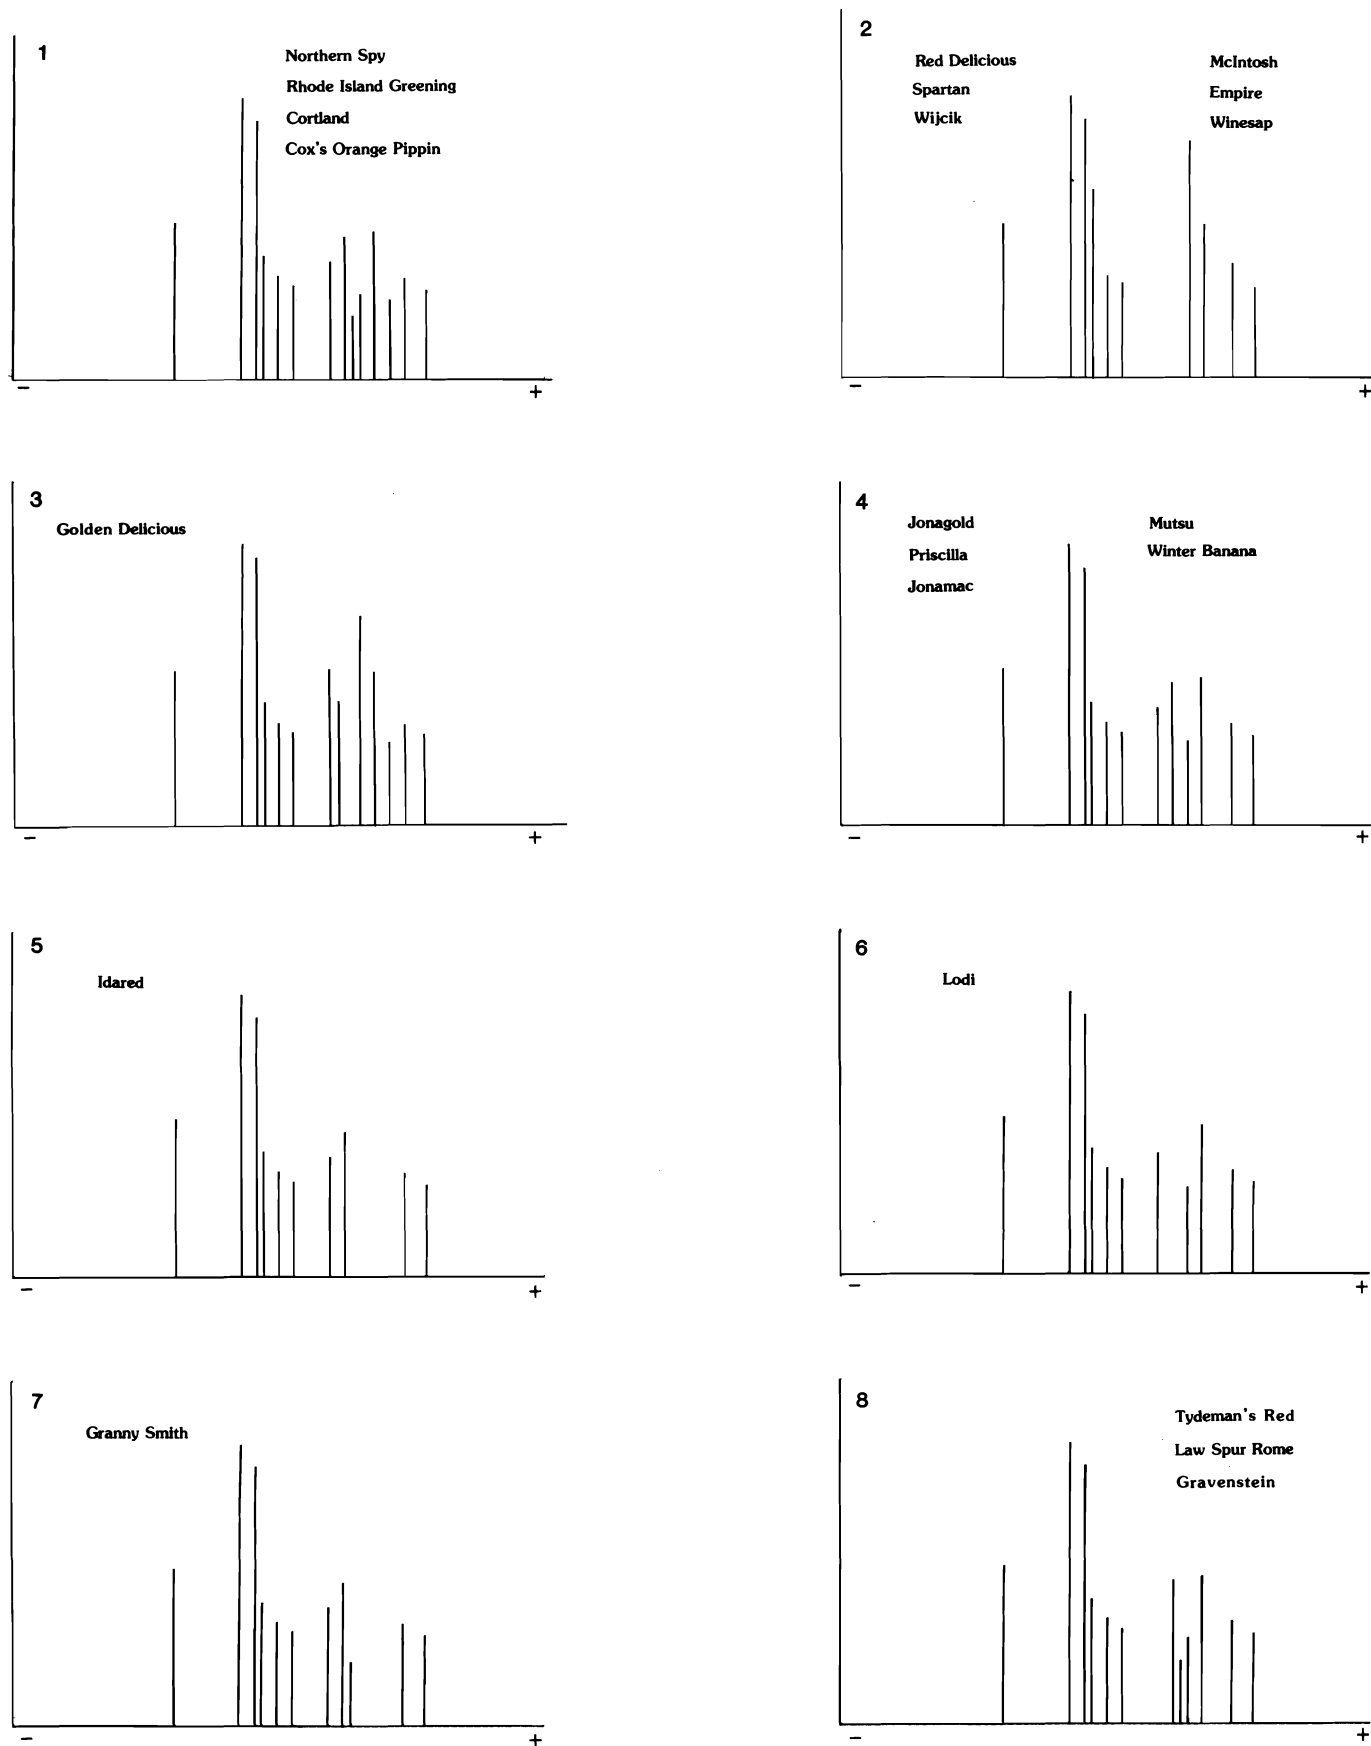 1
Northern Spy
Rhode Island Greening
Cortland
Cox's Orange Pippin
− +
2
Red Delicious
Spartan
Wijcik
McIntosh
Empire
Winesap
− +
3
Golden Delicious
− +
4
Jonagold
Priscilla
Jonamac
Mutsu
Winter Banana
− +
5
Idared
− +
6
Lodi
− +
7
Granny Smith
− +
8
Tydeman's Red
Law Spur Rome
Gravenstein
− +